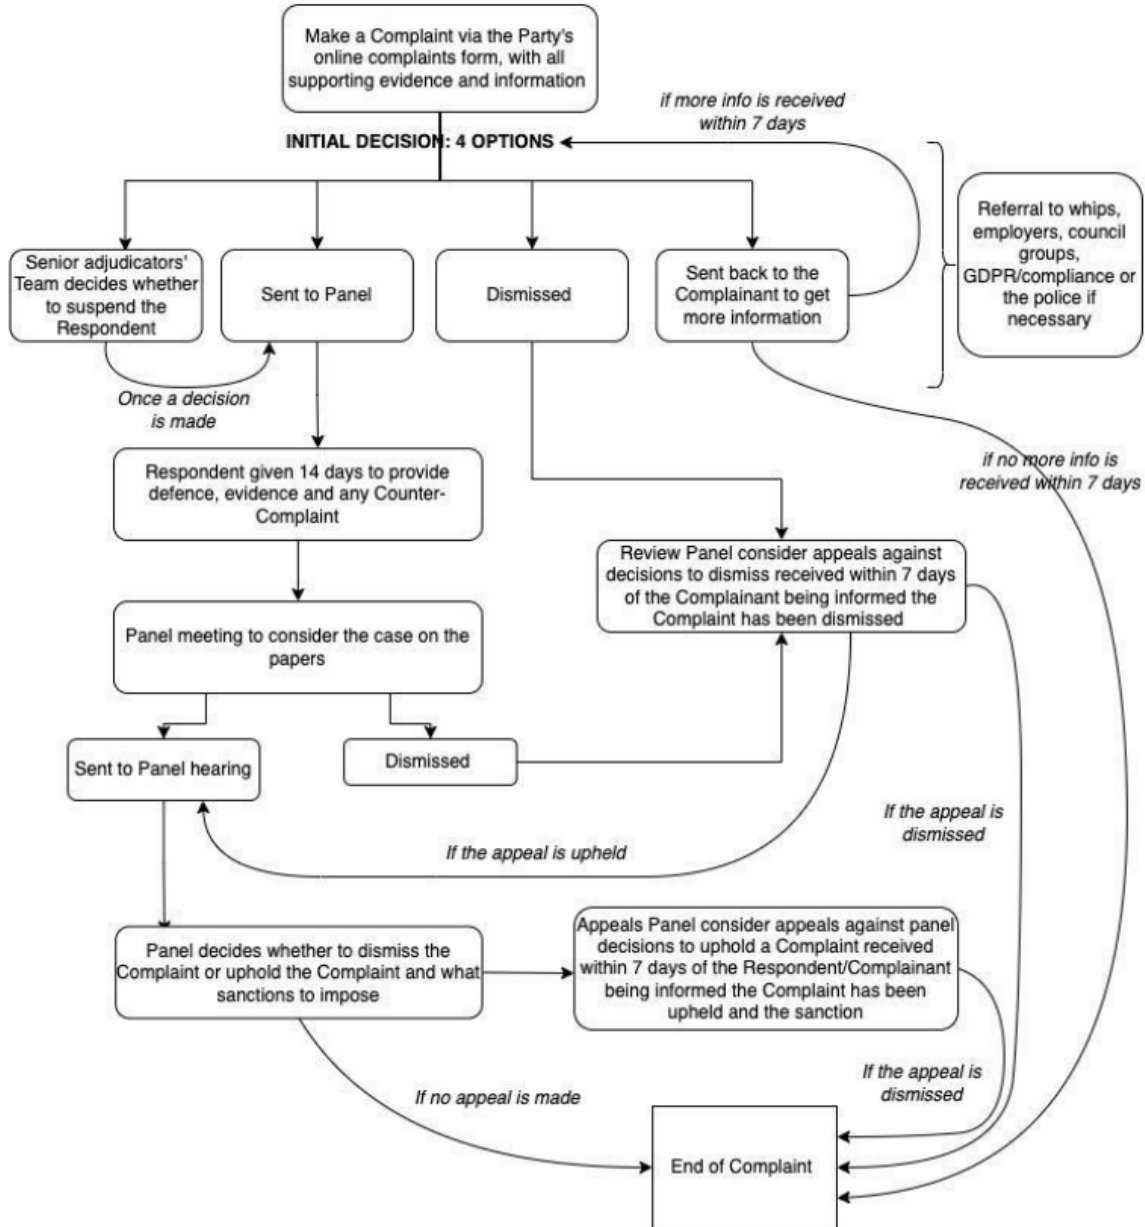 Make a Complaint via the Party's
online complaints form, with all
supporting evidence and information
if more info is received
within 7 days
INITIAL DECISION: 4 OPTIONS
Referral to whips,
employers, council
groups,
GDPR/compliance or
the police if
necessary
Senior adjudicators'
Team decides whether
to suspend the
Respondent
Sent to Panel
Dismissed
Sent back to the
Complainant to get
more information
Once a decision
is made
if no more info is
received within 7 days
Respondent given 14 days to provide
defence, evidence and any Counter-
Complaint
Review Panel consider appeals against
decisions to dismiss received within 7 days
of the Complainant being informed the
Complaint has been dismissed
Panel meeting to consider the case on the
papers
Sent to Panel hearing
Dismissed
If the appeal is
dismissed
If the appeal is upheld
Panel decides whether to dismiss the
Complaint or uphold the Complaint and what
sanctions to impose
Appeals Panel consider appeals against panel
decisions to uphold a Complaint received
within 7 days of the Respondent/Complainant
being informed the Complaint has been
upheld and the sanction
If the appeal is
dismissed
If no appeal is made
End of Complaint